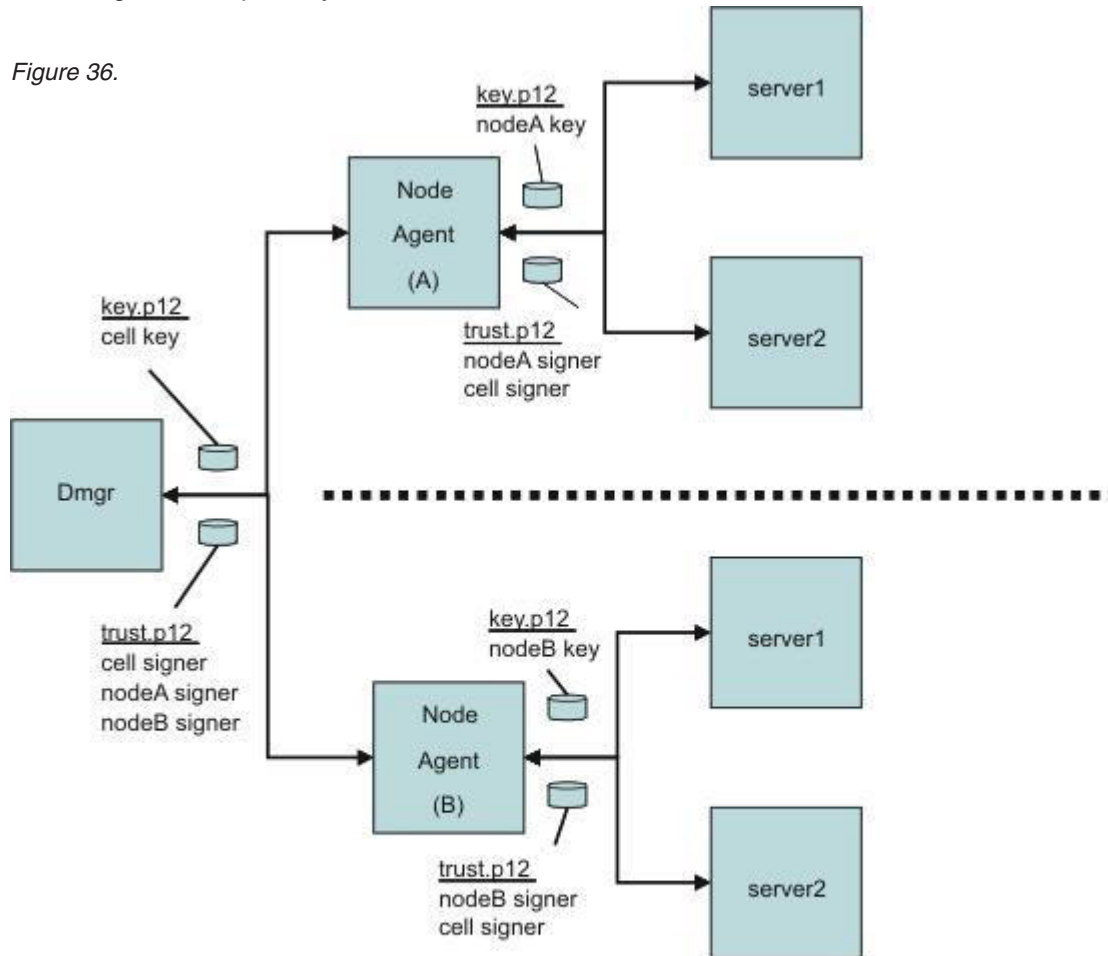 Figure 36.
server1
key.p12
nodeA key
Node
Agent
(A)
trust.p12
nodeA signer
cell signer
server2
key.p12
cell key
Dmgr
trust.p12
cell signer
nodeA signer
nodeB signer
key.p12
nodeB key
server1
Node
Agent
(B)
trust.p12
nodeB signer
cell signer
server2